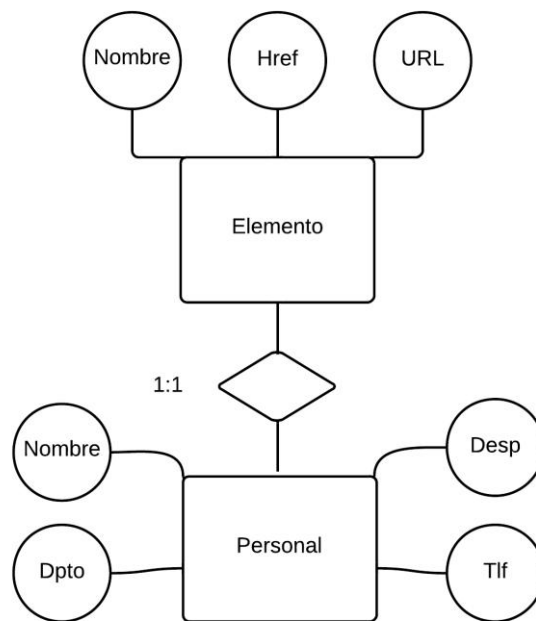 Nombre
Href
URL
Elemento
1:1
Nombre
Desp
Personal
Dpto
Tlf